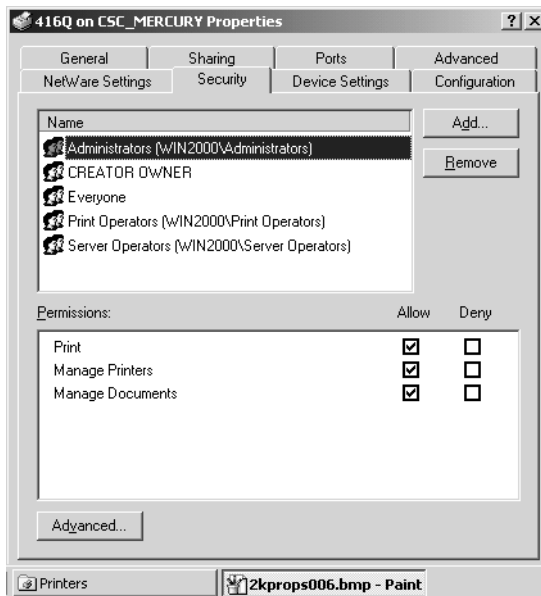 416Q on CSC_MERCURY Properties
General Sharing Ports Advanced
NetWare Settings Security Device Settings Configuration
Name
Add...
Administrators (WIN2000\Administrators)
CREATOR OWNER
Remove
Everyone
Print Operators (WIN2000\Print Operators)
Server Operators (WIN2000\Server Operators)
Permissions: Allow Deny
Print
Manage Printers
Manage Documents
Advanced...
Printers 2kprops006.bmp - Paint